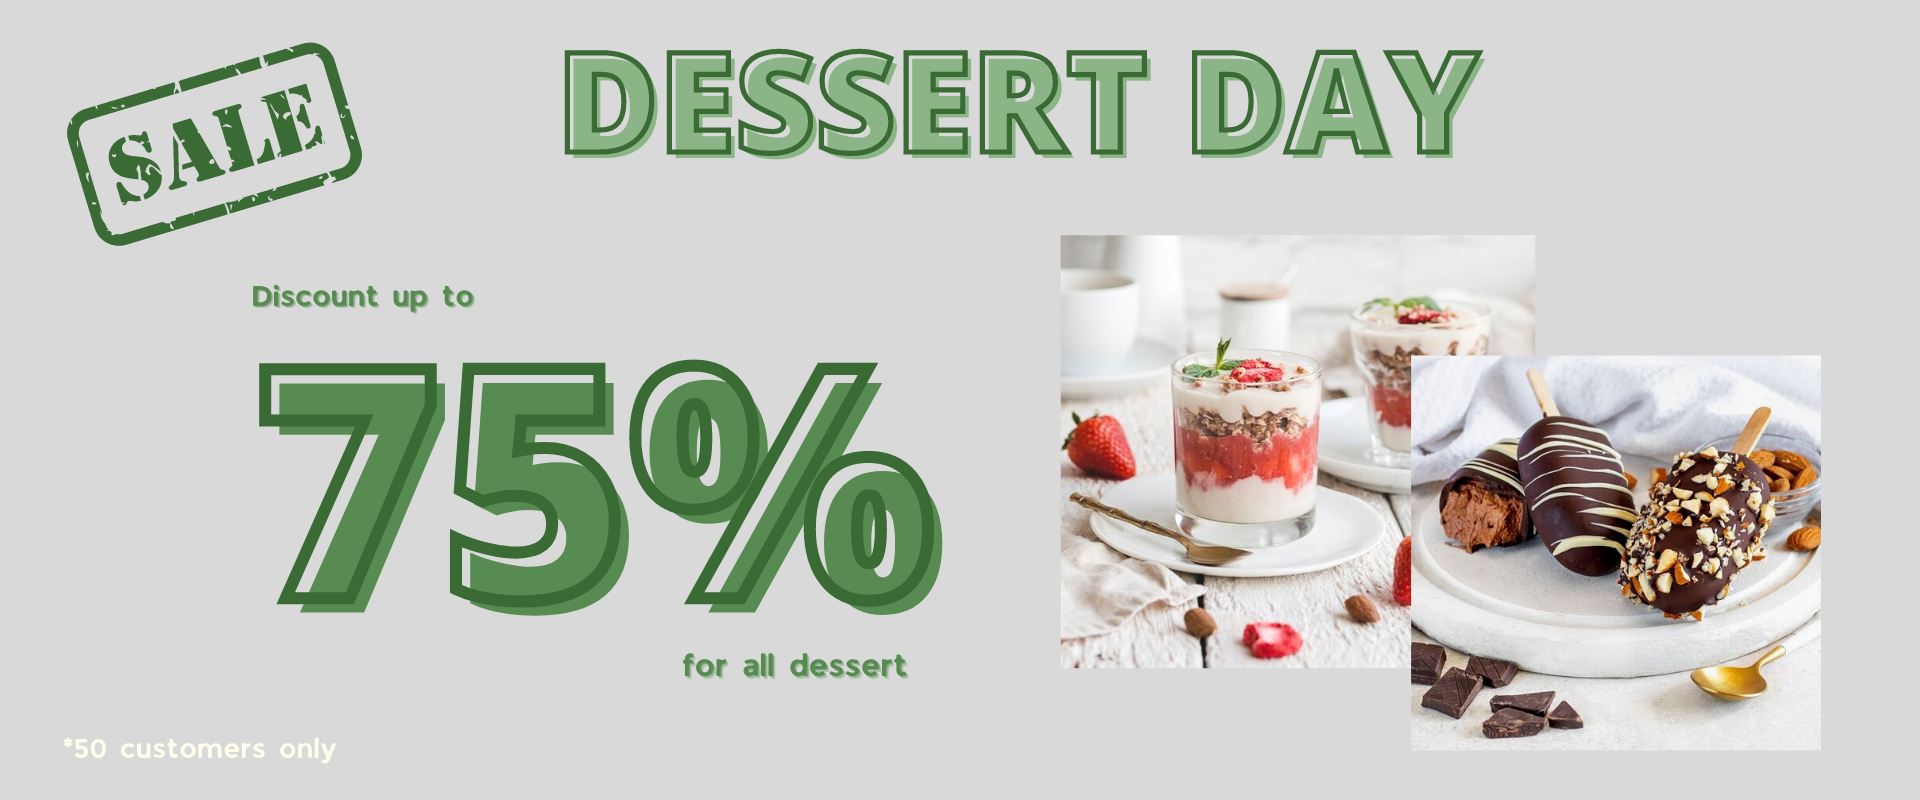 SALE
DESSERT DAY
Discount up to
75%
for all dessert
*50 customers only